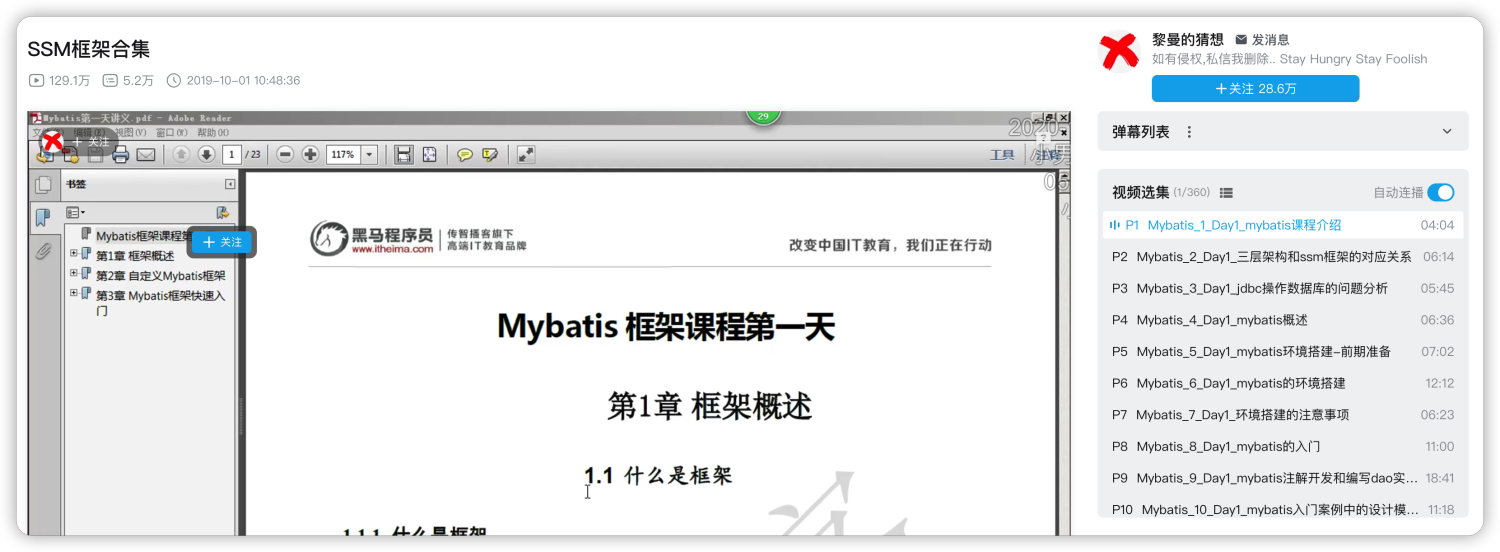 SSM框架合集
129.1万 5.2万 2019-10-01 10:48:36
黎曼的猜想 发消息
如有侵权,私信我删除.. Stay Hungry Stay Foolish
+关注 28.6万
Mybatis第一天讲义.pdf - Adobe Reader
29
2020-
视图(V) 窗口(W) 帮助(H)
+ 关注
1 / 23 117% 工具 注释
书签
Mybatis框架课程第
+ 关注
第1章 框架概述
第2章 自定义Mybatis框架
第3章 Mybatis框架快速入
门
黑马程序员 传智播客旗下
www.itheima.com 高端IT教育品牌
改变中国IT教育，我们正在行动
Mybatis 框架课程第一天
第1章 框架概述
1.1 什么是框架
1.1.1 什么是框架
弹幕列表
视频选集 (1/360) 自动连播
P1 Mybatis_1_Day1_mybatis课程介绍 04:04
P2 Mybatis_2_Day1_三层架构和ssm框架的对应关系 06:14
P3 Mybatis_3_Day1_jdbc操作数据库的问题分析 05:45
P4 Mybatis_4_Day1_mybatis概述 06:36
P5 Mybatis_5_Day1_mybatis环境搭建-前期准备 07:02
P6 Mybatis_6_Day1_mybatis的环境搭建 12:12
P7 Mybatis_7_Day1_环境搭建的注意事项 06:23
P8 Mybatis_8_Day1_mybatis的入门 11:00
P9 Mybatis_9_Day1_mybatis注解开发和编写dao实... 18:41
P10 Mybatis_10_Day1_mybatis入门案例中的设计模... 11:18